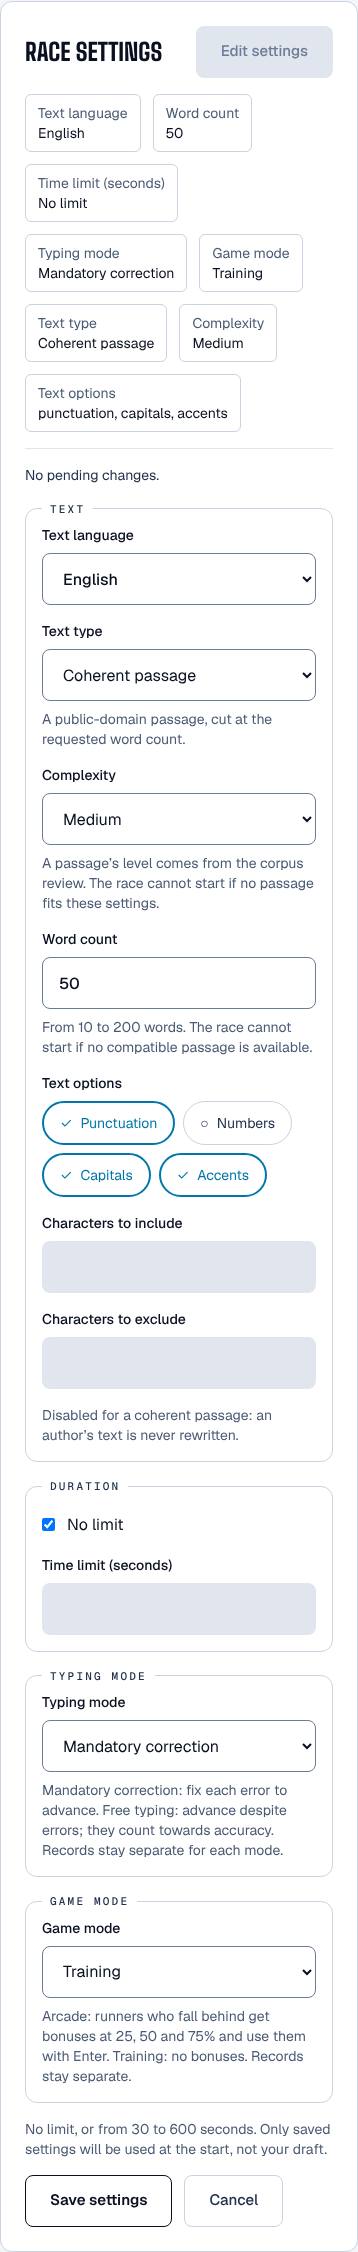 RACE SETTINGS
Edit settings
Text language
English
Word count
50
Time limit (seconds)
No limit
Typing mode
Mandatory correction
Game mode
Training
Text type
Coherent passage
Complexity
Medium
Text options
punctuation, capitals, accents
No pending changes.
TEXT
Text language
English
Text type
Coherent passage
A public-domain passage, cut at the
requested word count.
Complexity
Medium
A passage's level comes from the corpus
review. The race cannot start if no passage
fits these settings.
Word count
50
From 10 to 200 words. The race cannot
start if no compatible passage is available.
Text options
✓ Punctuation
○ Numbers
✓ Capitals
✓ Accents
Characters to include
Characters to exclude
Disabled for a coherent passage: an
author's text is never rewritten.
DURATION
No limit
Time limit (seconds)
TYPING MODE
Typing mode
Mandatory correction
Mandatory correction: fix each error to
advance. Free typing: advance despite
errors; they count towards accuracy.
Records stay separate for each mode.
GAME MODE
Game mode
Training
Arcade: runners who fall behind get
bonuses at 25, 50 and 75% and use them
with Enter. Training: no bonuses. Records
stay separate.
No limit, or from 30 to 600 seconds. Only saved
settings will be used at the start, not your draft.
Save settings
Cancel